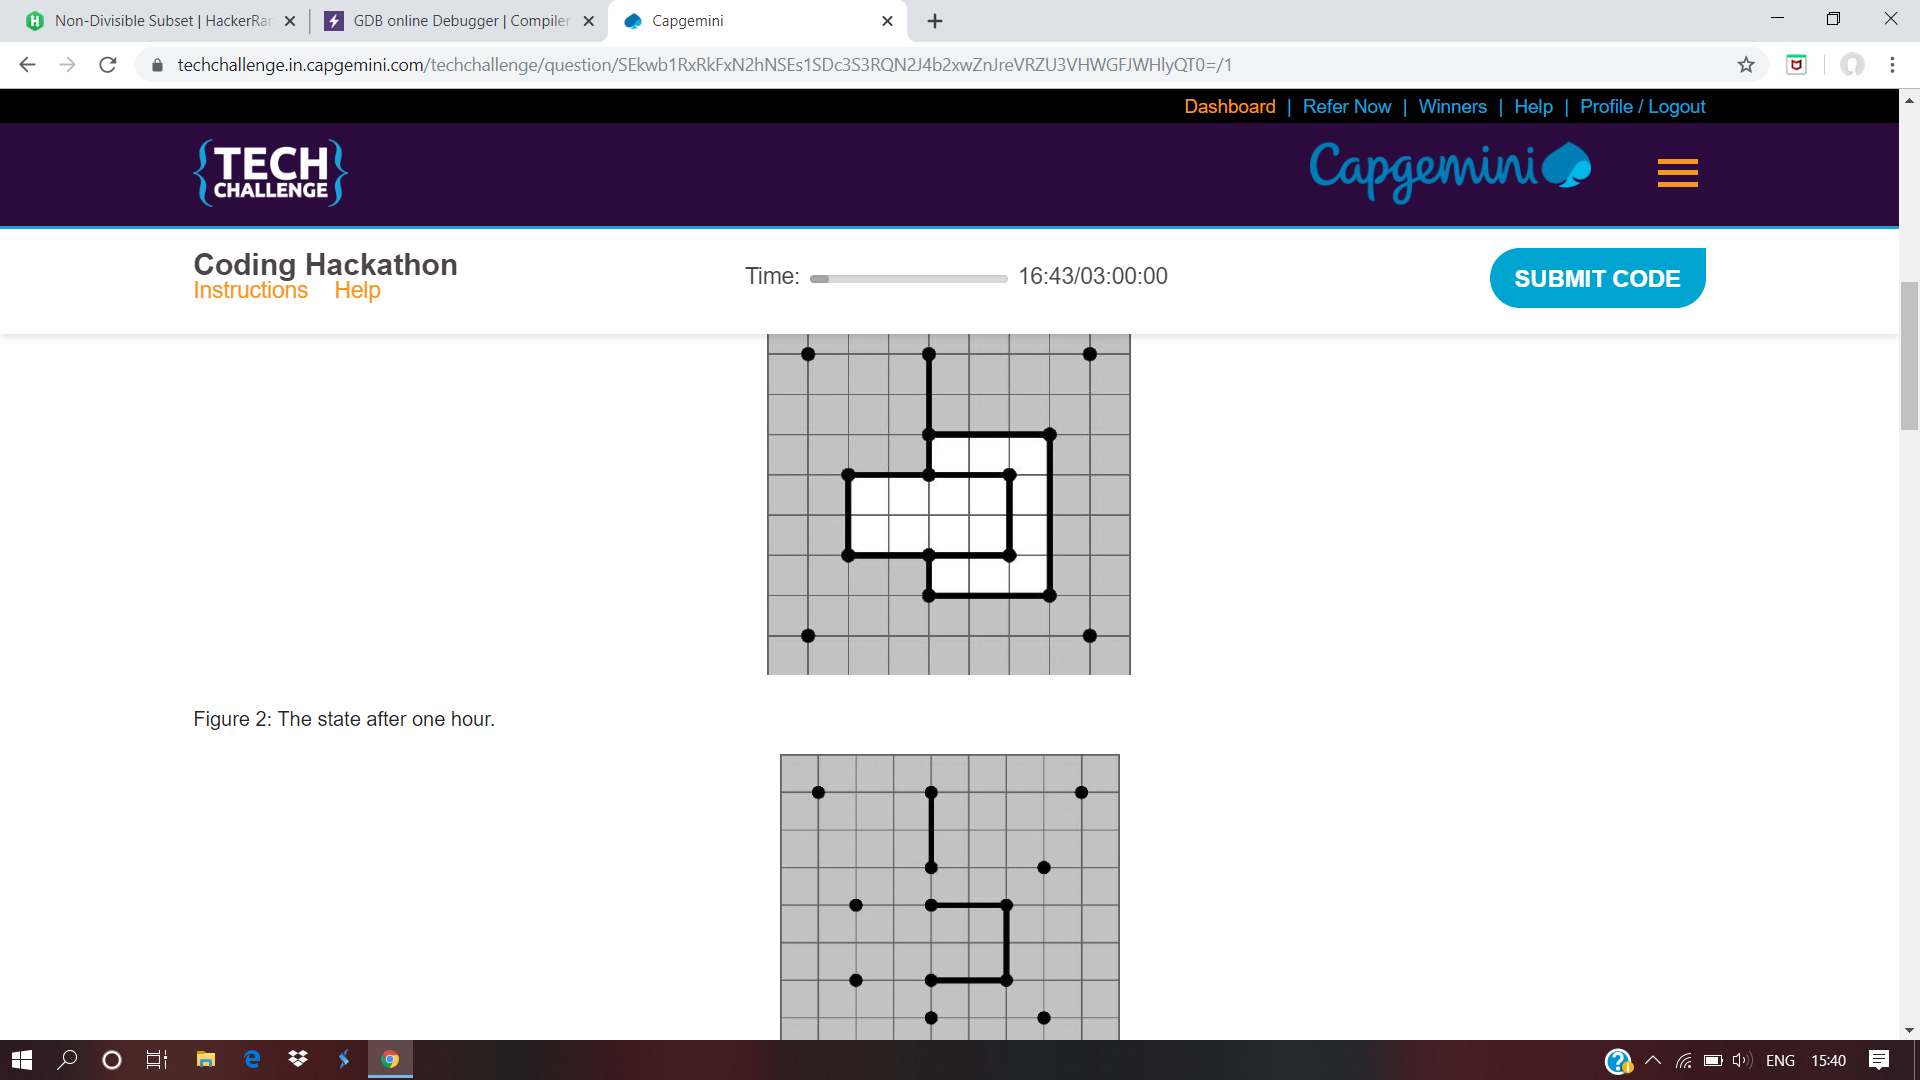 Non-Divisible Subset | HackerRan
GDB online Debugger | Compiler
Capgemini
techchallenge.in.capgemini.com/techchallenge/question/SEkwb1RxRkFxN2hNSEs1SDc3S3RQN2J4b2xwZnJreVRZU3VHWGFJWHlyQT0=/1
Dashboard | Refer Now | Winners | Help | Profile / Logout
{TECH CHALLENGE}
Capgemini
Coding Hackathon
Instructions Help
Time: 16:43/03:00:00
SUBMIT CODE
Figure 2: The state after one hour.
ENG 15:40